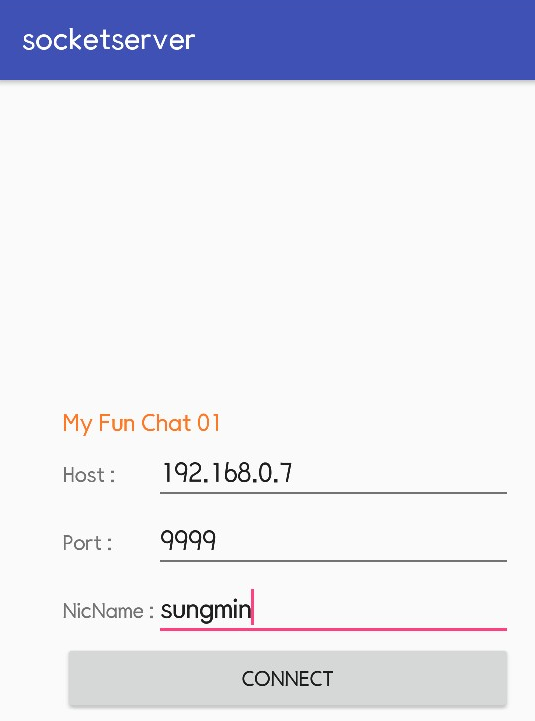 socketserver
My Fun Chat 01
Host : 192.168.0.7
Port : 9999
NicName : sungmin
CONNECT